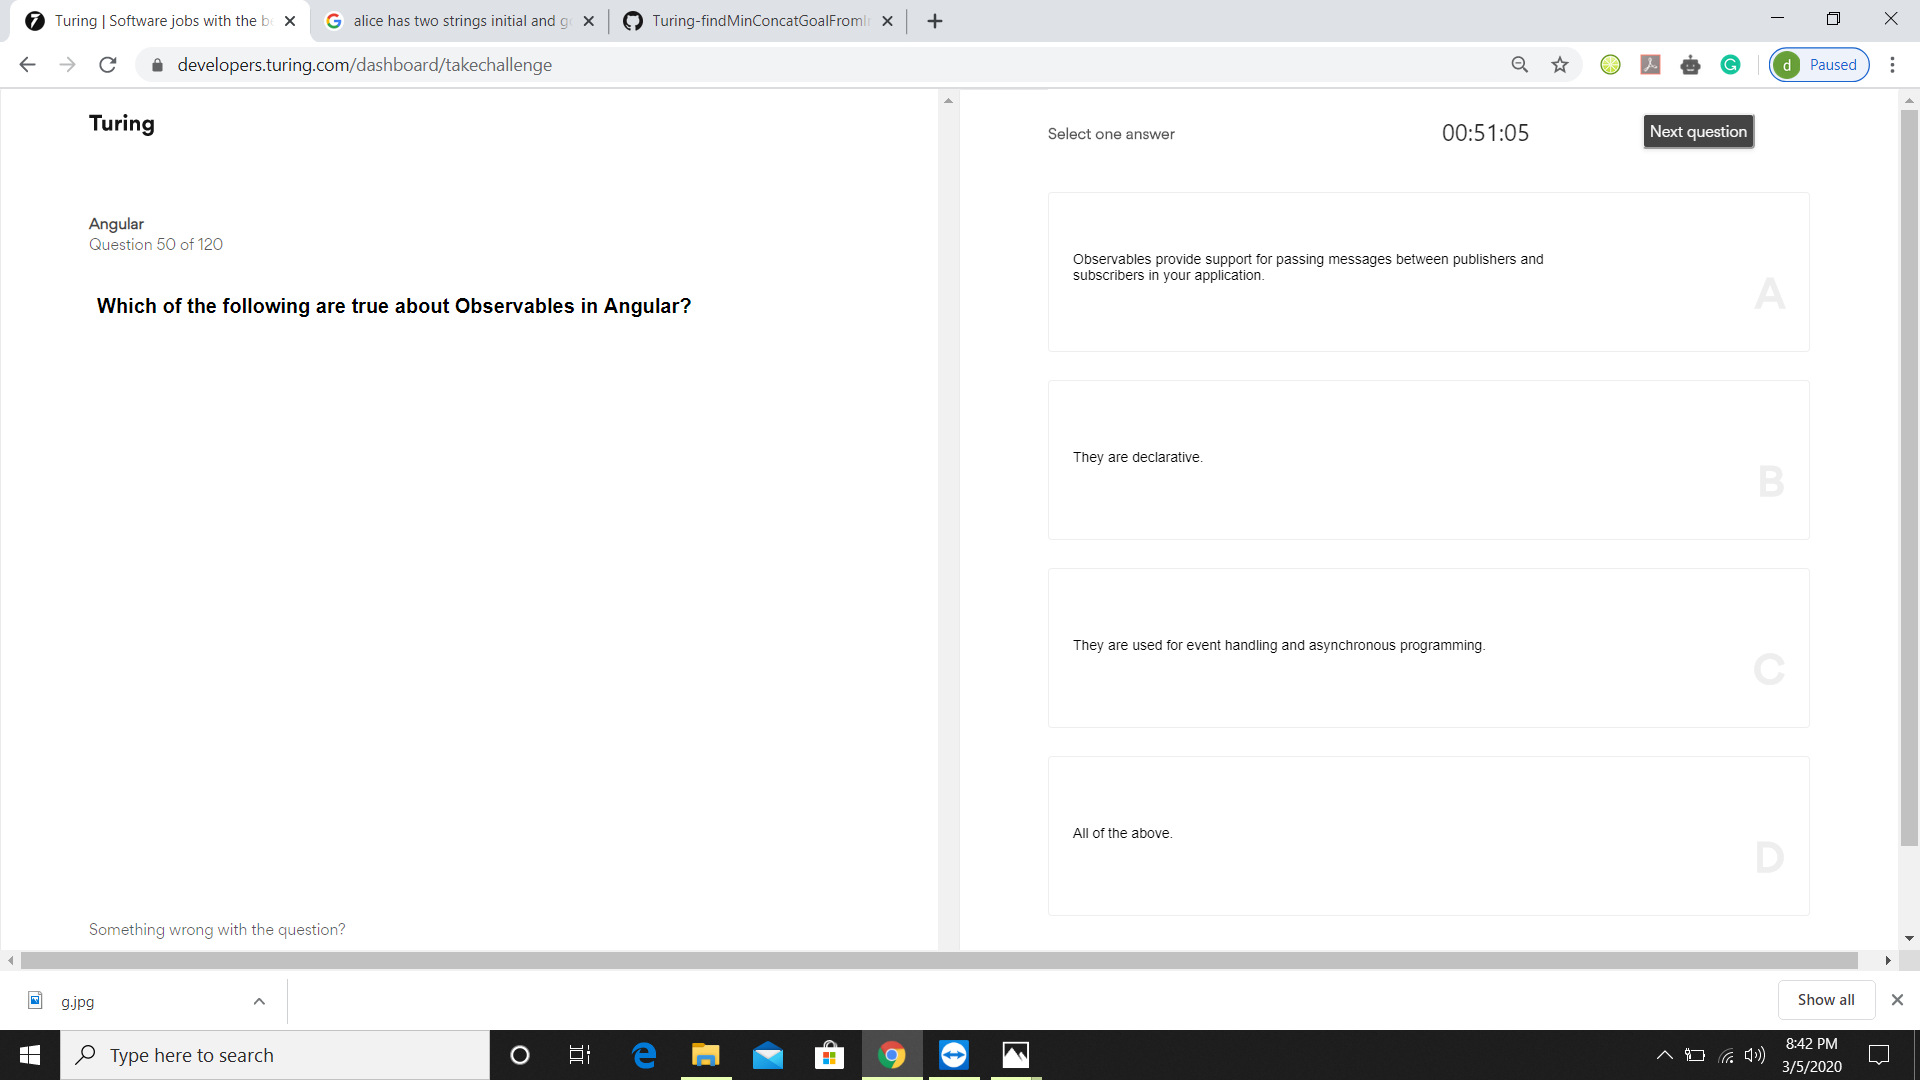 Turing | Software jobs with the b
alice has two strings initial and g
Turing-findMinConcatGoalFromI
developers.turing.com/dashboard/takechallenge
d Paused
Turing
Select one answer
00:51:05
Next question
Angular
Question 50 of 120
Which of the following are true about Observables in Angular?
Observables provide support for passing messages between publishers and
subscribers in your application.
A
They are declarative.
B
They are used for event handling and asynchronous programming.
C
All of the above.
D
Something wrong with the question?
g.jpg
Show all
Type here to search
8:42 PM
3/5/2020